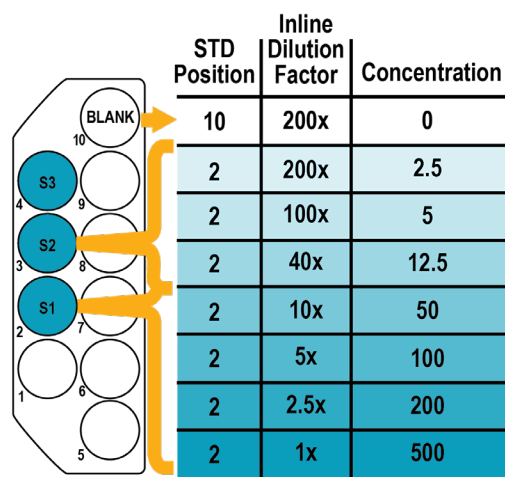 STD Position
Inline Dilution Factor
Concentration
BLANK
10
10 200x 0
S3
4
9
2 200x 2.5
2 100x 5
S2
3
8
2 40x 12.5
S1
2
7
2 10x 50
2 5x 100
1
6
2 2.5x 200
5
2 1x 500